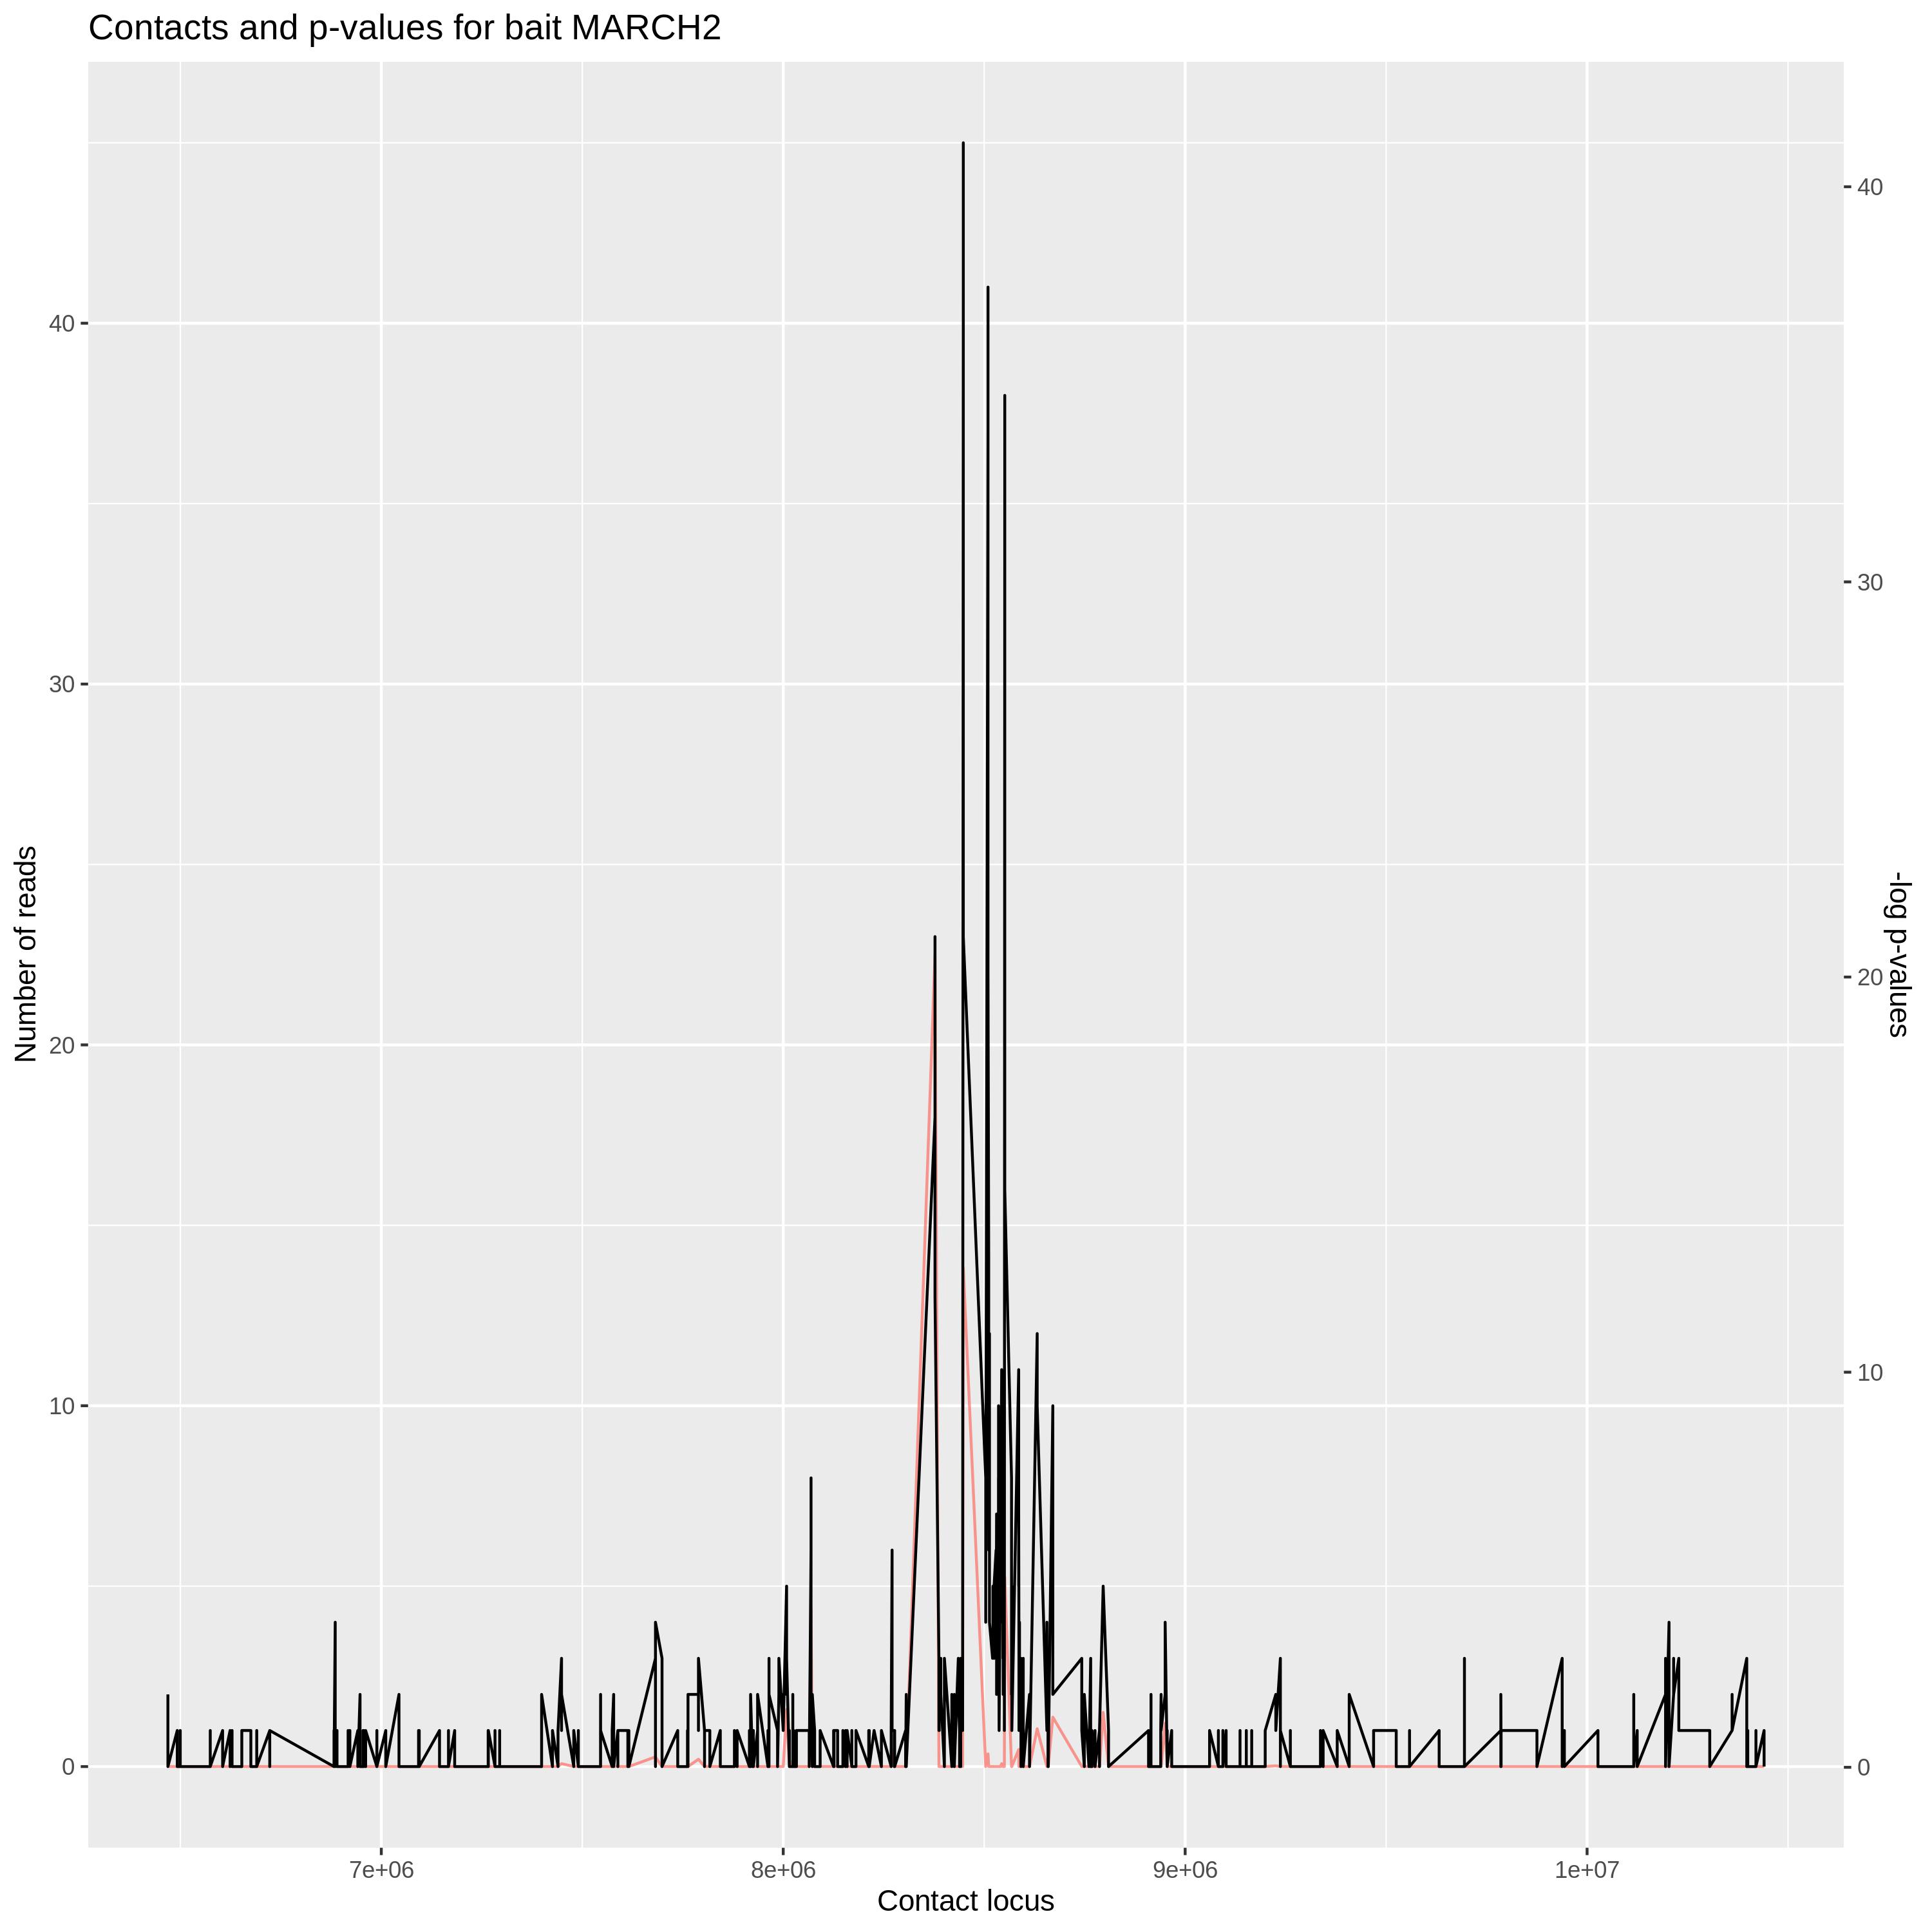 Contacts and p-values for bait MARCH2
40
30
20
10
0
Number of reads
40
30
20
10
0
-log p-values
7e+06
8e+06
9e+06
1e+07
Contact locus